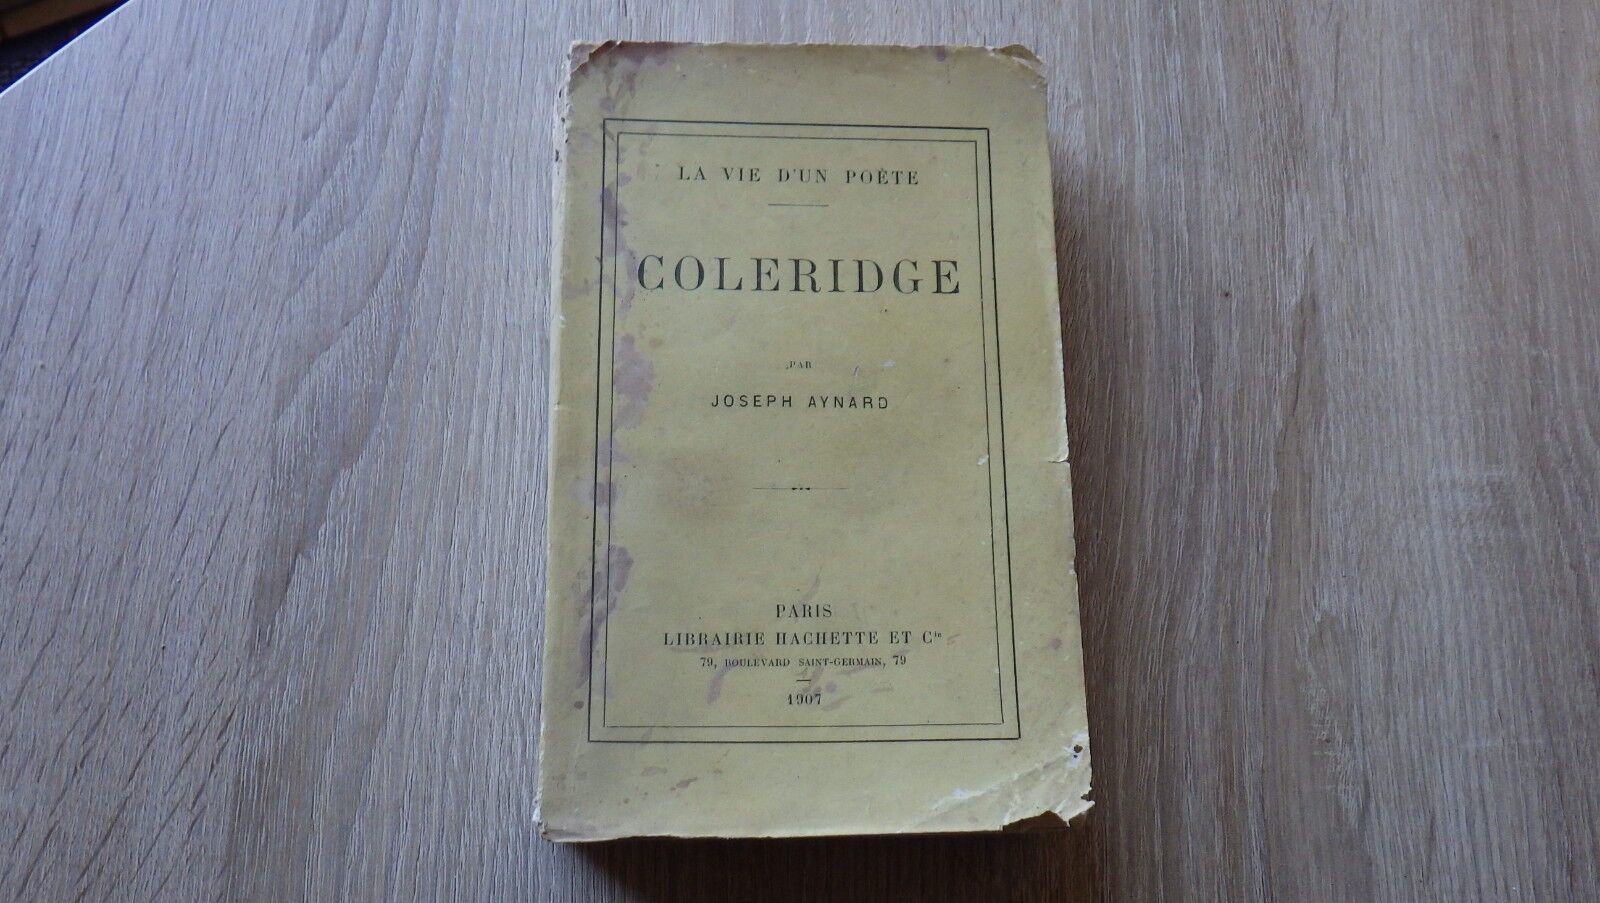 LA VIE D'UN POÈTE
COLERIDGE
PAR
JOSEPH AYNARD
PARIS
LIBRAIRIE HACHETTE ET Cie
79, BOULEVARD SAINT-GERMAIN, 79
1907